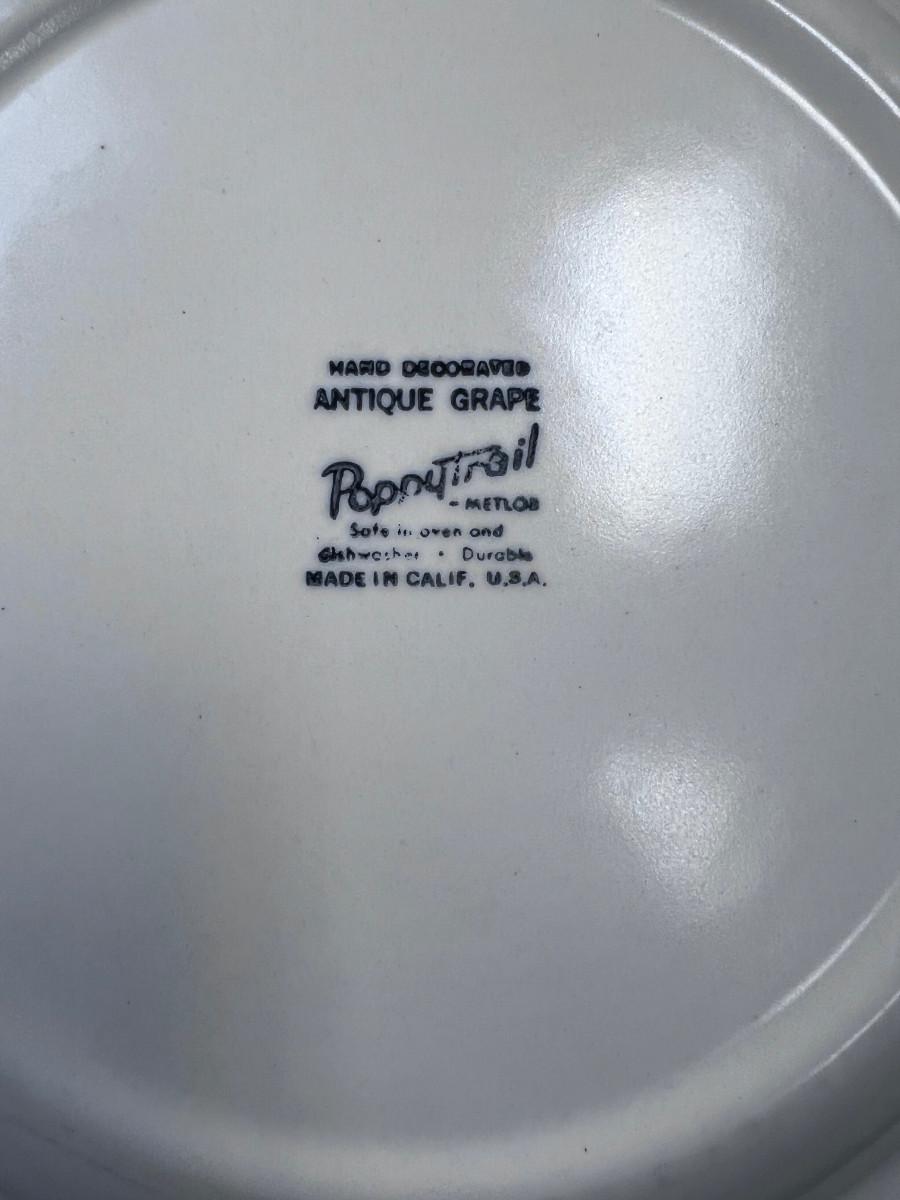 HAND DECORATED
ANTIQUE GRAPE
PoppyTrail
- METLOX
Safe in oven and
dishwasher • Durable
MADE IN CALIF. U.S.A.